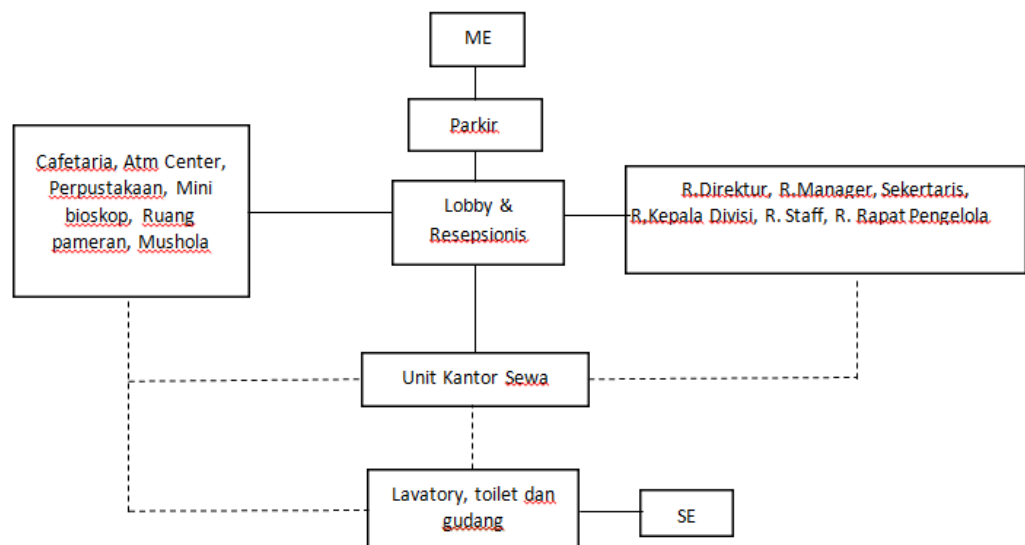 ME
Parkir
Cafetaria, Atm Center,
Perpustakaan, Mini
bioskop, Ruang
pameran, Mushola
Lobby &
Resepsionis
R.Direktur, R.Manager, Sekertaris,
R,Kepala Divisi, R. Staff, R. Rapat Pengelola
Unit Kantor Sewa
Lavatory, toilet dan
gudang
SE